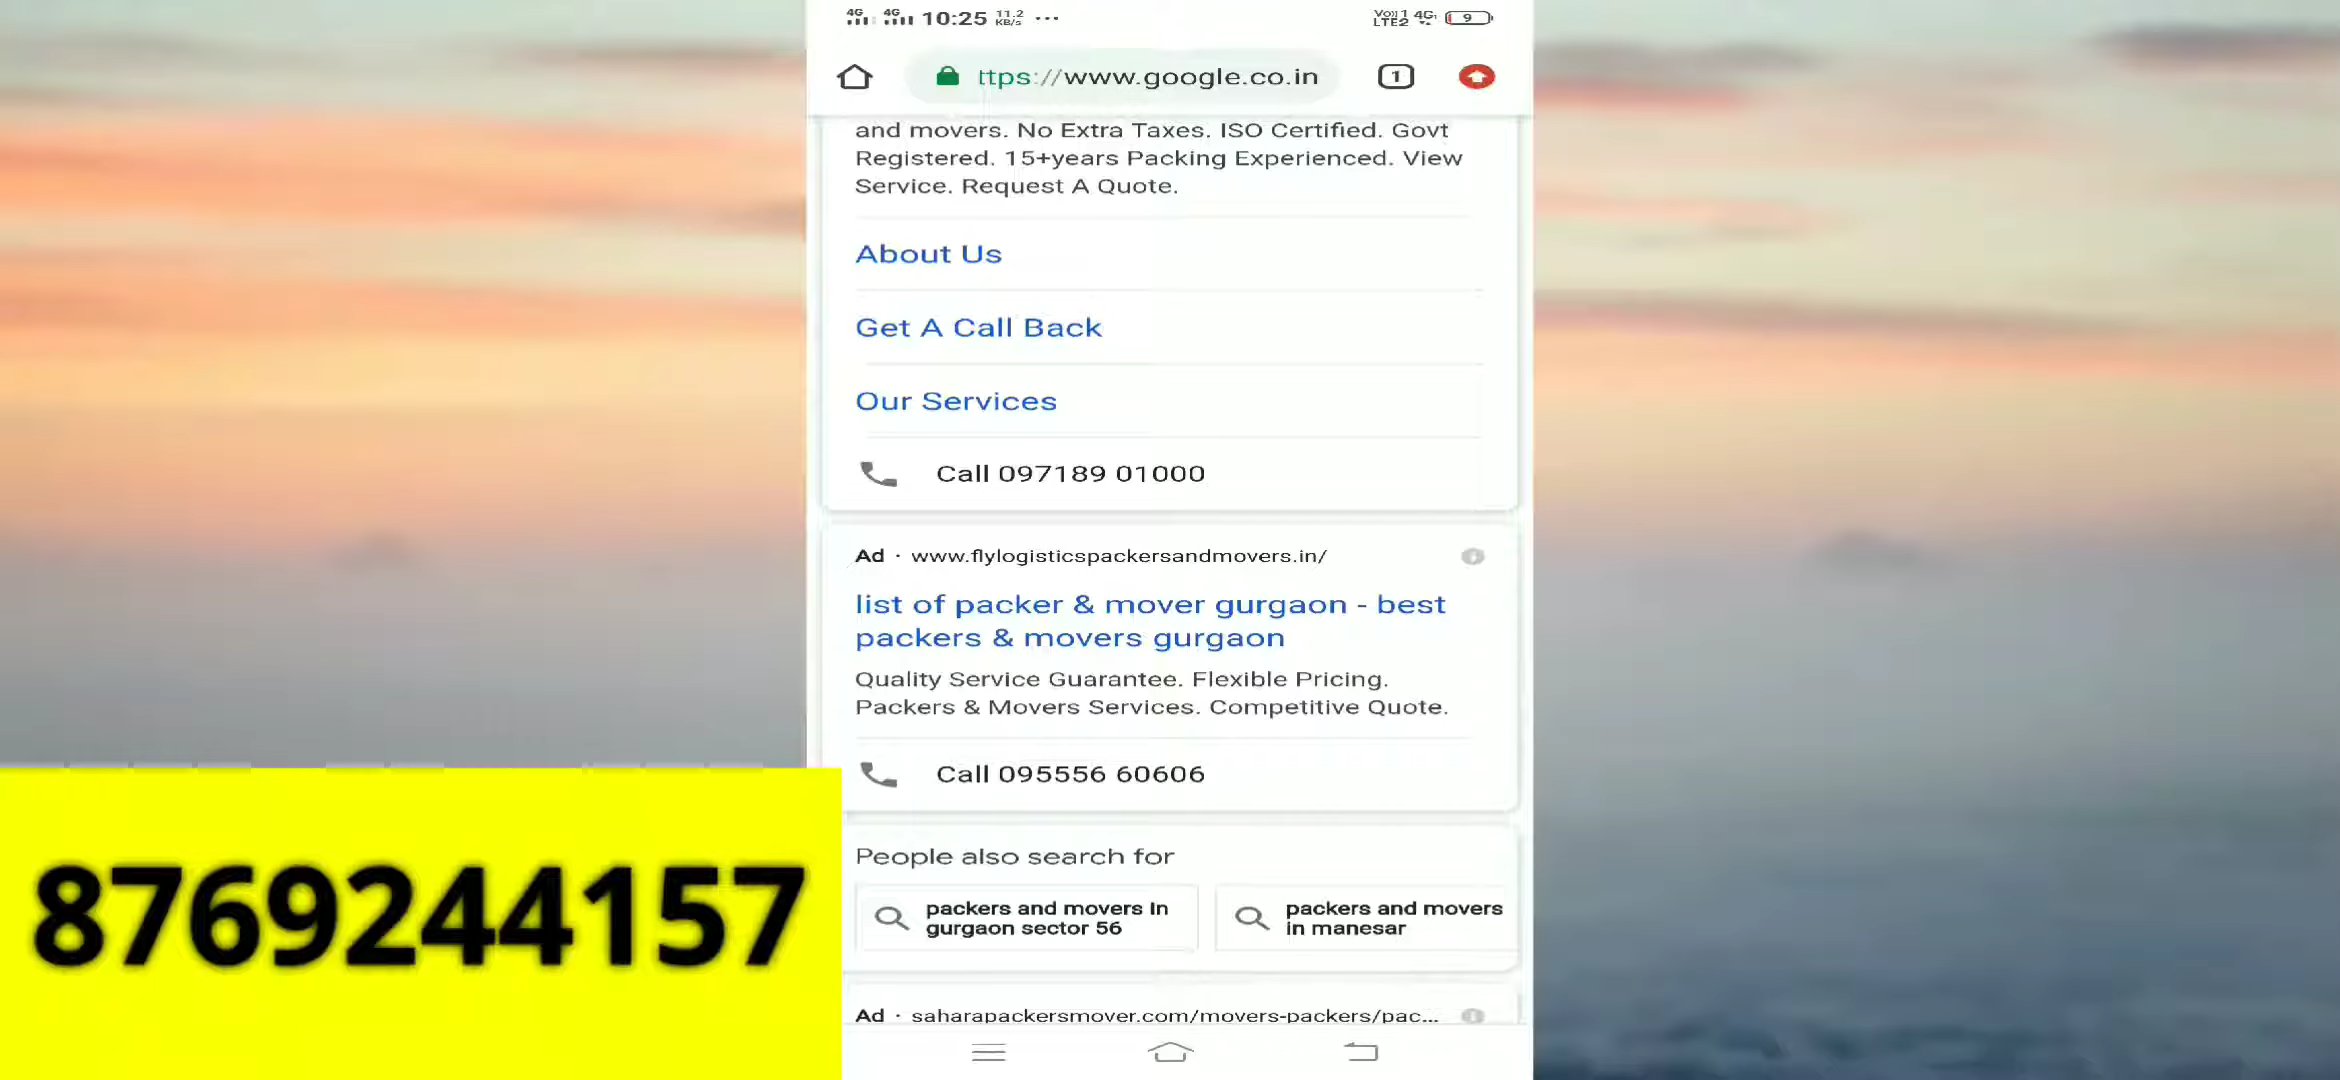 4G 4G 10:25 11.2 KB/s ... Vo)) 1 LTE2 4G 9
ttps://www.google.co.in 1
and movers. No Extra Taxes. ISO Certified. Govt
Registered. 15+years Packing Experienced. View
Service. Request A Quote.
About Us
Get A Call Back
Our Services
Call 097189 01000
Ad · www.flylogisticspackersandmovers.in/
list of packer & mover gurgaon - best
packers & movers gurgaon
Quality Service Guarantee. Flexible Pricing.
Packers & Movers Services. Competitive Quote.
Call 095556 60606
People also search for
packers and movers in
gurgaon sector 56
packers and movers
in manesar
Ad · saharapackersmover.com/movers-packers/pac...
8769244157